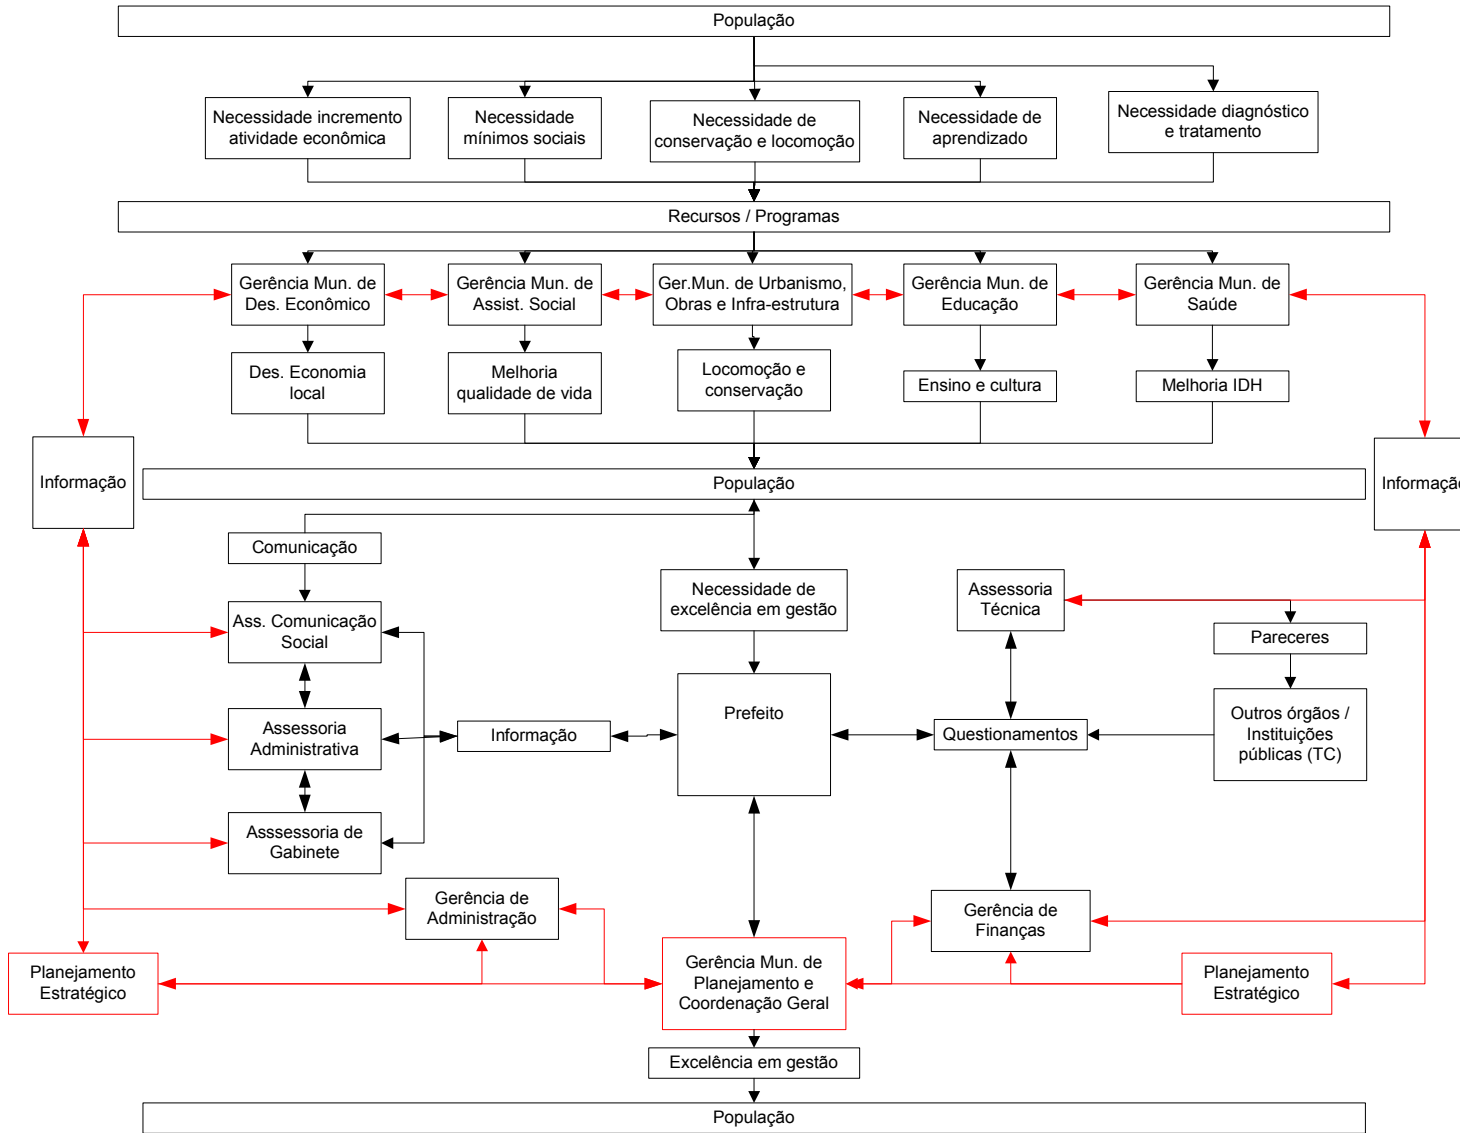 População
Necessidade incremento
atividade econômica
Necessidade
mínimos sociais
Necessidade de
conservação e locomoção
Necessidade de
aprendizado
Necessidade diagnóstico
e tratamento
Recursos / Programas
Gerência Mun. de
Des. Econômico
Gerência Mun. de
Assist. Social
Ger.Mun. de Urbanismo,
Obras e Infra-estrutura
Gerência Mun. de
Educação
Gerência Mun. de
Saúde
Des. Economia
local
Melhoria
qualidade de vida
Locomoção e
conservação
Ensino e cultura
Melhoria IDH
Informação
População
Informação
Comunicação
Necessidade de
excelência em gestão
Assessoria
Técnica
Ass. Comunicação
Social
Pareceres
Assessoria
Administrativa
Informação
Prefeito
Questionamentos
Outros órgãos /
Instituições
públicas (TC)
Asssessoria de
Gabinete
Gerência de
Administração
Gerência de
Finanças
Planejamento
Estratégico
Gerência Mun. de
Planejamento e
Coordenação Geral
Planejamento
Estratégico
Excelência em gestão
População